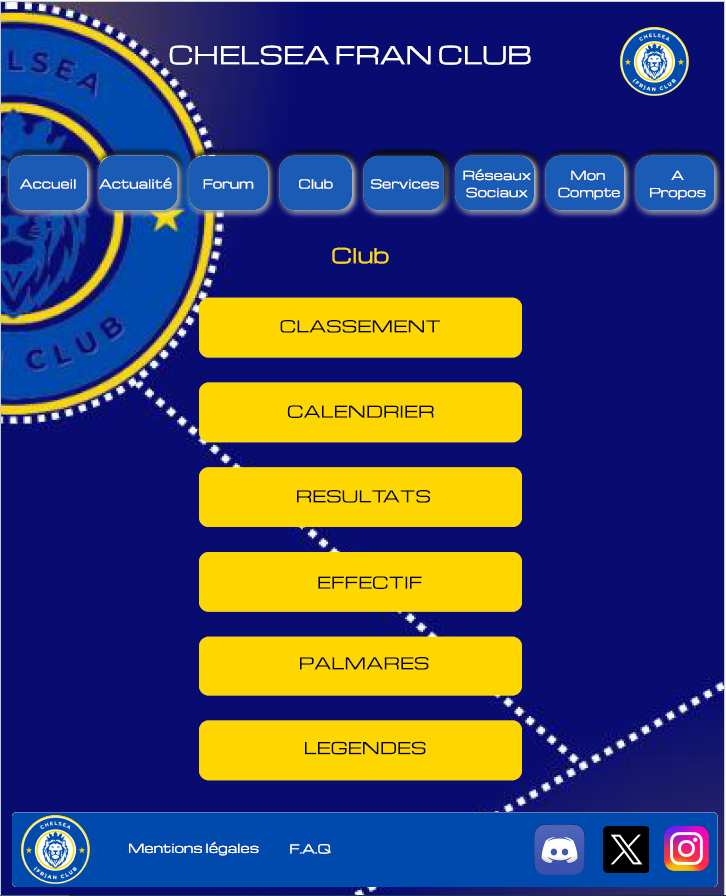 CHELSEA FRAN CLUB
CHELSEA
IFRIAN CLUB
LSEA
CLUB
Accueil
Actualité
Forum
Club
Services
Réseaux
Sociaux
Mon
Compte
A
Propos
Club
CLASSEMENT
CALENDRIER
RESULTATS
EFFECTIF
PALMARES
LEGENDES
CHELSEA
IFRIAN CLUB
Mentions légales
F.A.Q